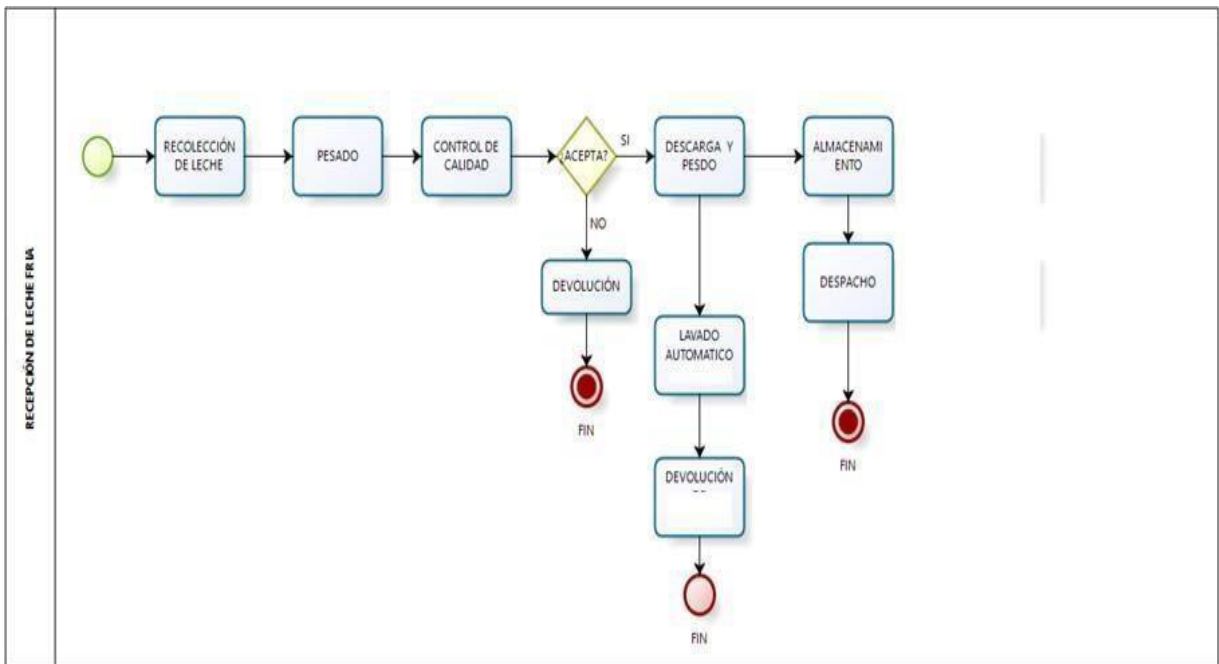 RECEPCIÓN DE LECHE FRIA
RECOLECCIÓN
DE LECHE
PESADO
CONTROL DE
CALIDAD
¿ACEPTA?
SI
DESCARGA Y
PESDO
ALMACENAMI
ENTO
NO
DEVOLUCIÓN
FIN
LAVADO
AUTOMATICO
DEVOLUCIÓN
FIN
DESPACHO
FIN